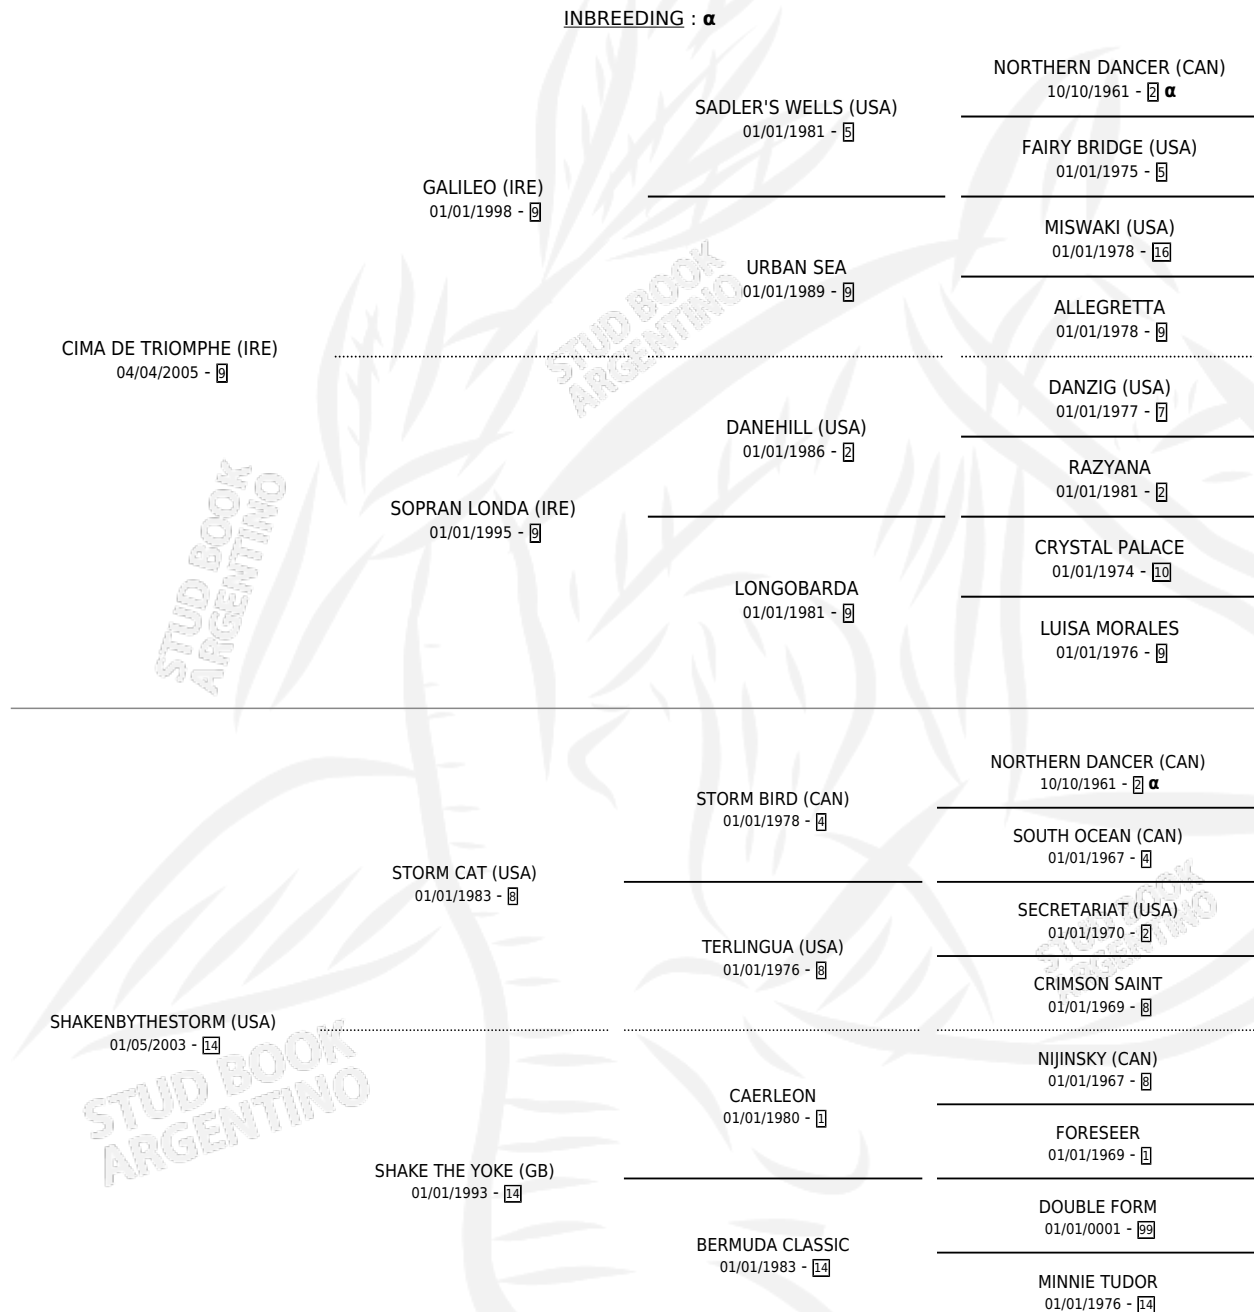 INBREEDING : α
NORTHERN DANCER (CAN)
10/10/1961 - 2 α
SADLER'S WELLS (USA)
01/01/1981 - 5
FAIRY BRIDGE (USA)
01/01/1975 - 5
GALILEO (IRE)
01/01/1998 - 9
MISWAKI (USA)
01/01/1978 - 16
URBAN SEA
01/01/1989 - 9
ALLEGRETTA
01/01/1978 - 9
CIMA DE TRIOMPHE (IRE)
04/04/2005 - 9
DANZIG (USA)
01/01/1977 - 7
DANEHILL (USA)
01/01/1986 - 2
RAZYANA
01/01/1981 - 2
SOPRAN LONDA (IRE)
01/01/1995 - 9
CRYSTAL PALACE
01/01/1974 - 10
LONGOBARDA
01/01/1981 - 9
LUISA MORALES
01/01/1976 - 9
NORTHERN DANCER (CAN)
10/10/1961 - 2 α
STORM BIRD (CAN)
01/01/1978 - 4
SOUTH OCEAN (CAN)
01/01/1967 - 4
STORM CAT (USA)
01/01/1983 - 8
SECRETARIAT (USA)
01/01/1970 - 2
TERLINGUA (USA)
01/01/1976 - 8
CRIMSON SAINT
01/01/1969 - 8
SHAKENBYTHESTORM (USA)
01/05/2003 - 14
NIJINSKY (CAN)
01/01/1967 - 8
CAERLEON
01/01/1980 - 1
FORESEER
01/01/1969 - 1
SHAKE THE YOKE (GB)
01/01/1993 - 14
DOUBLE FORM
01/01/0001 - 99
BERMUDA CLASSIC
01/01/1983 - 14
MINNIE TUDOR
01/01/1976 - 14
STUD BOOK
ARGENTINO
STUD BOOK
ARGENTINO
STUD BOOK
ARGENTINO
STUD BOOK
ARGENTINO